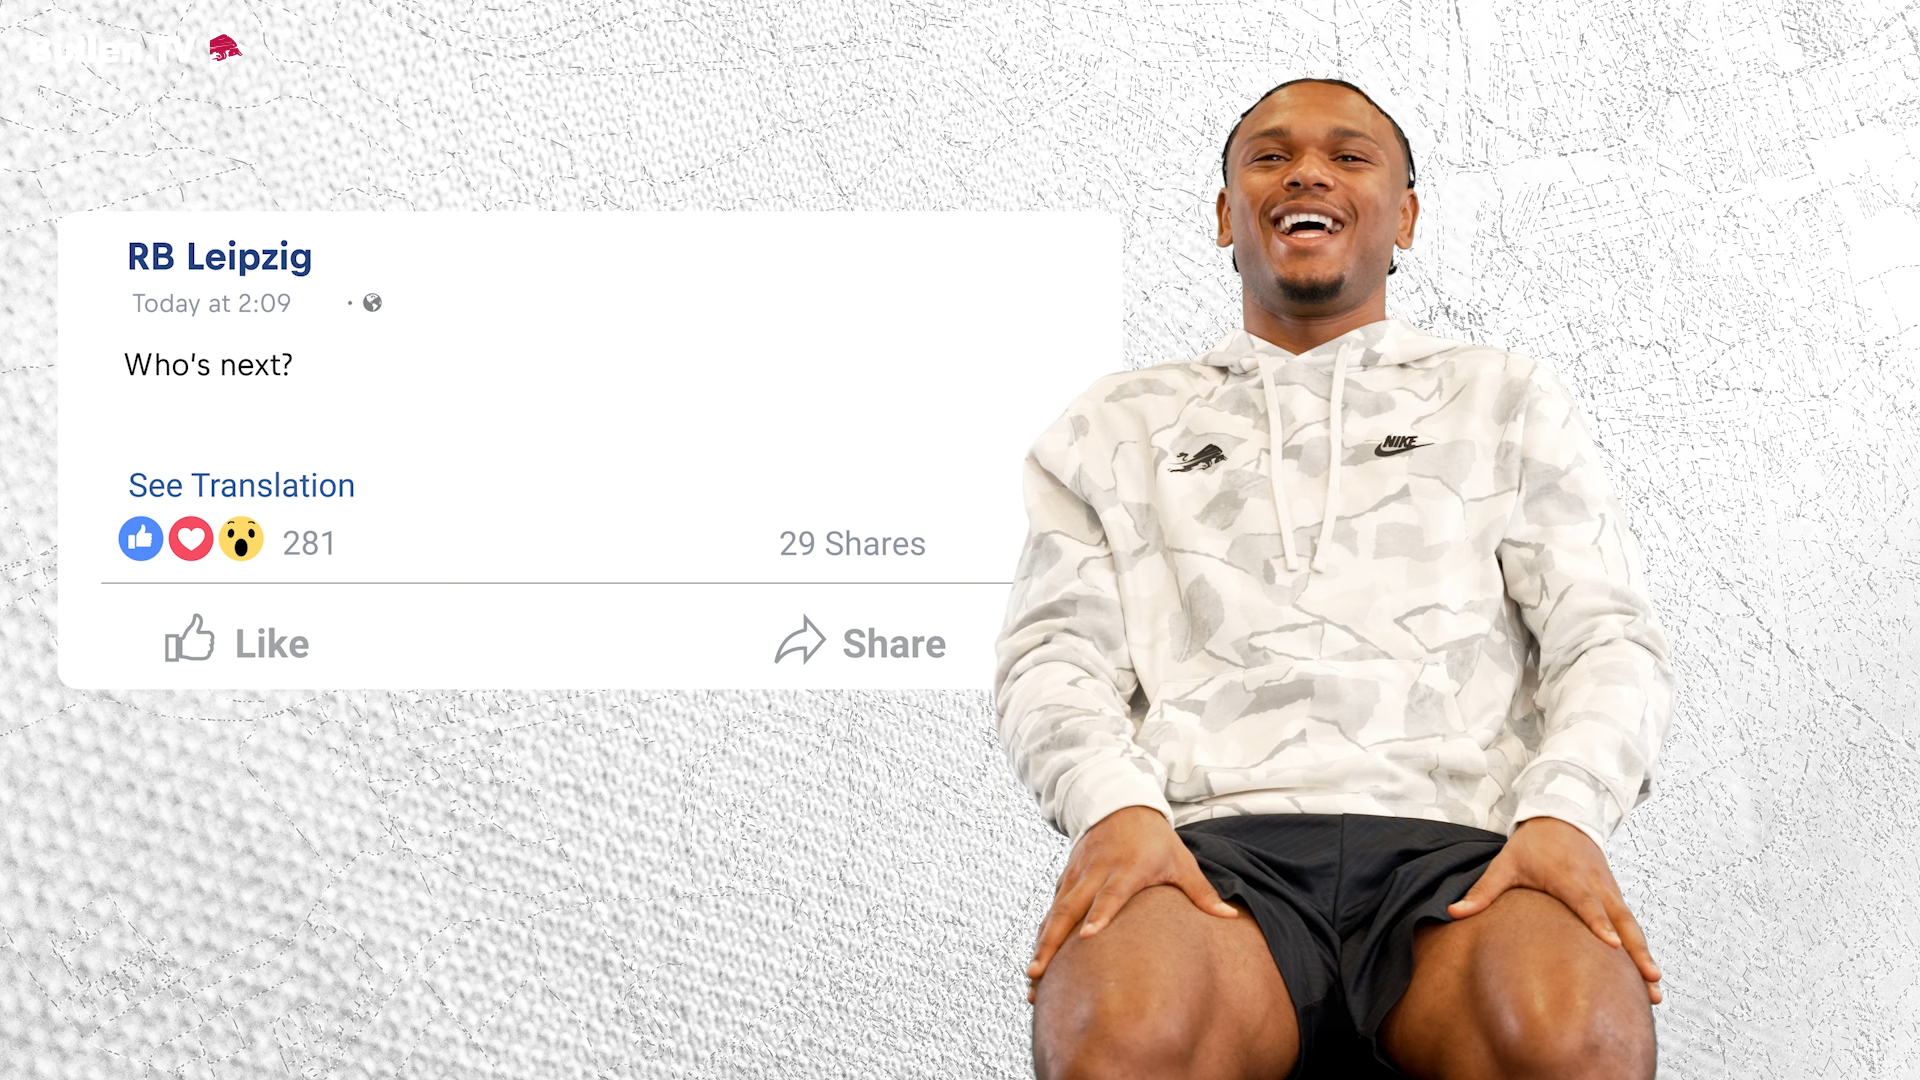 Bullen.TV
RB Leipzig
Today at 2:09
Who's next?
See Translation
281
29 Shares
Like
Share
NIKE